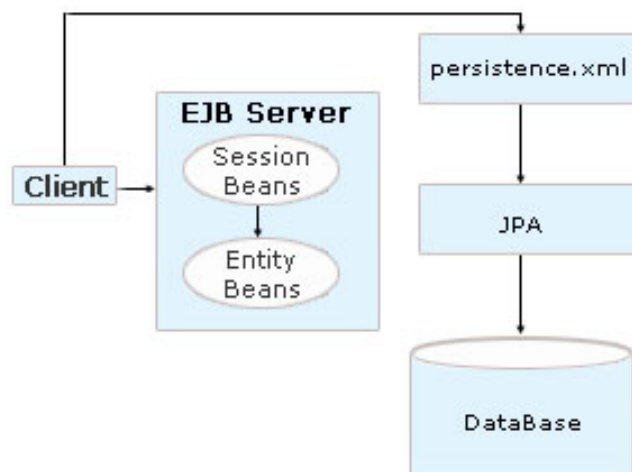 persistence.xml
EJB Server
Session
Beans
Client
JPA
Entity
Beans
DataBase